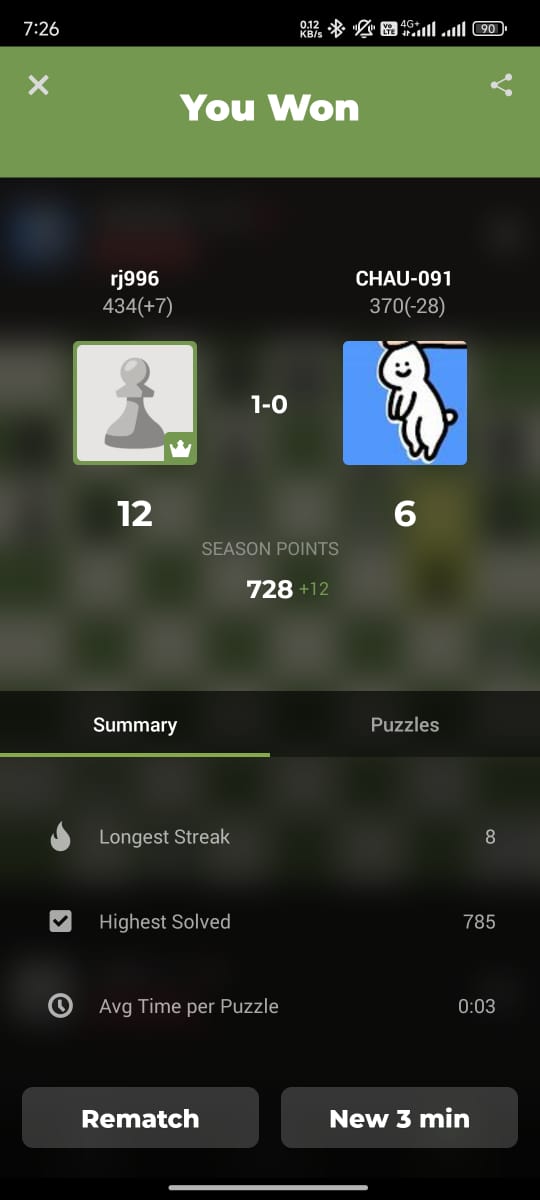 7:26
0.12 KB/s
Vo LTE
4G+
90
You Won
rj996
CHAU-091
434(+7)
370(-28)
1-0
12
6
SEASON POINTS
728 +12
Summary
Puzzles
Longest Streak
8
Highest Solved
785
Avg Time per Puzzle
0:03
Rematch
New 3 min